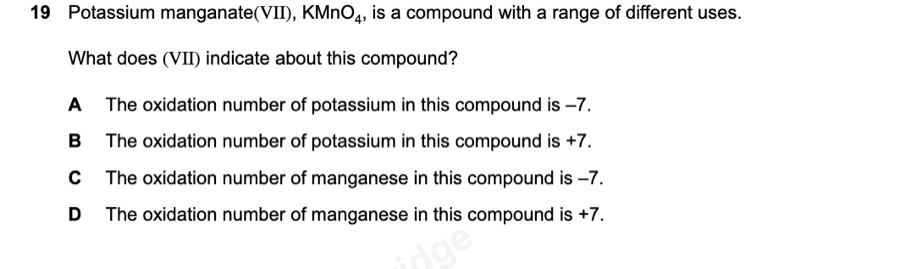 19 Potassium manganate(VII), KMnO₄, is a compound with a range of different uses.
What does (VII) indicate about this compound?
A The oxidation number of potassium in this compound is –7.
B The oxidation number of potassium in this compound is +7.
C The oxidation number of manganese in this compound is –7.
D The oxidation number of manganese in this compound is +7.
idge